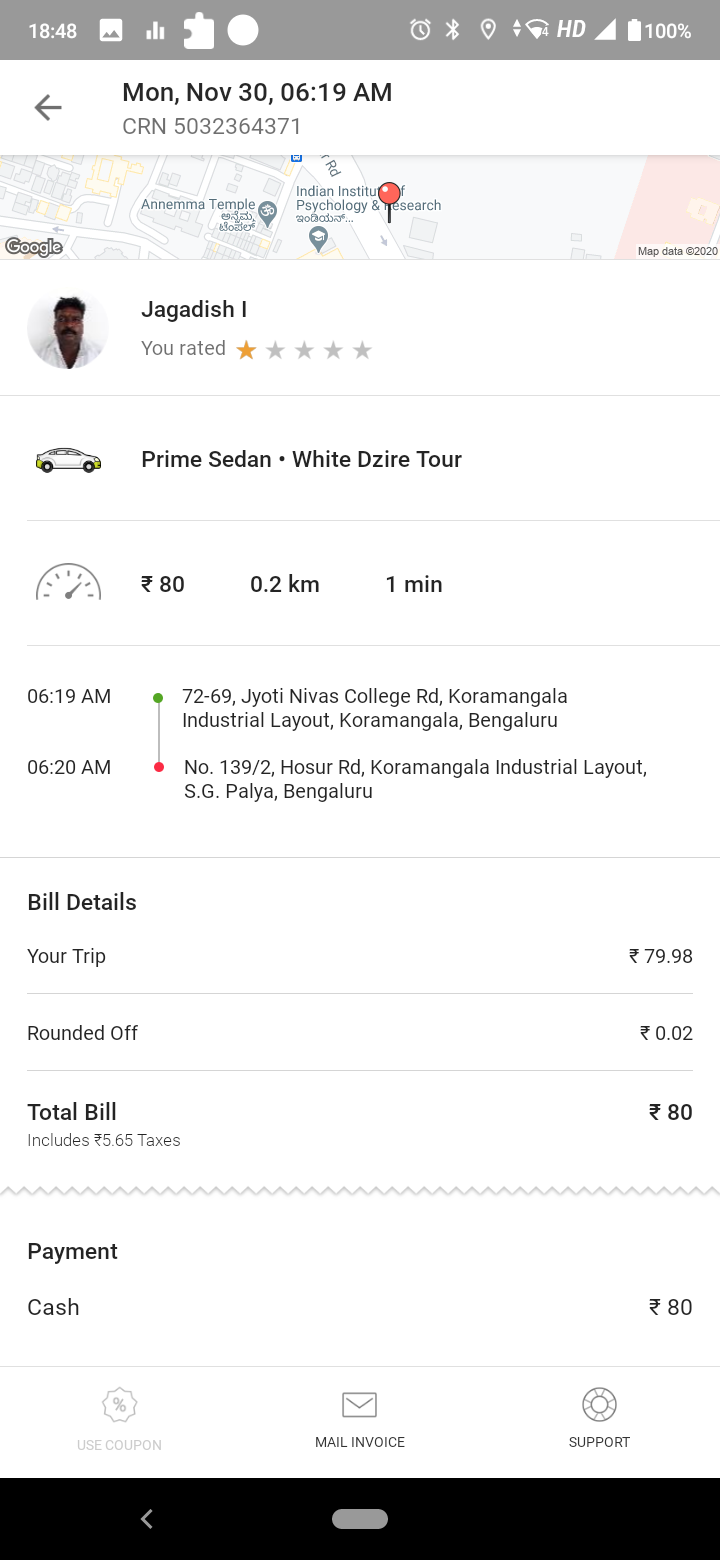 18:48
4 HD 100%
Mon, Nov 30, 06:19 AM
CRN 5032364371
r Rd
Annemma Temple
ಅನ್ನೆಮ್ಮ
ಟೆಂಪಲ್
Indian Institut of
Psychology & Research
ಇಂಡಿಯನ್...
Google
Map data ©2020
Jagadish I
You rated
Prime Sedan • White Dzire Tour
₹ 80 0.2 km 1 min
06:19 AM 72-69, Jyoti Nivas College Rd, Koramangala
Industrial Layout, Koramangala, Bengaluru
06:20 AM No. 139/2, Hosur Rd, Koramangala Industrial Layout,
S.G. Palya, Bengaluru
Bill Details
Your Trip ₹ 79.98
Rounded Off ₹ 0.02
Total Bill ₹ 80
Includes ₹5.65 Taxes
Payment
Cash ₹ 80
%
USE COUPON MAIL INVOICE SUPPORT